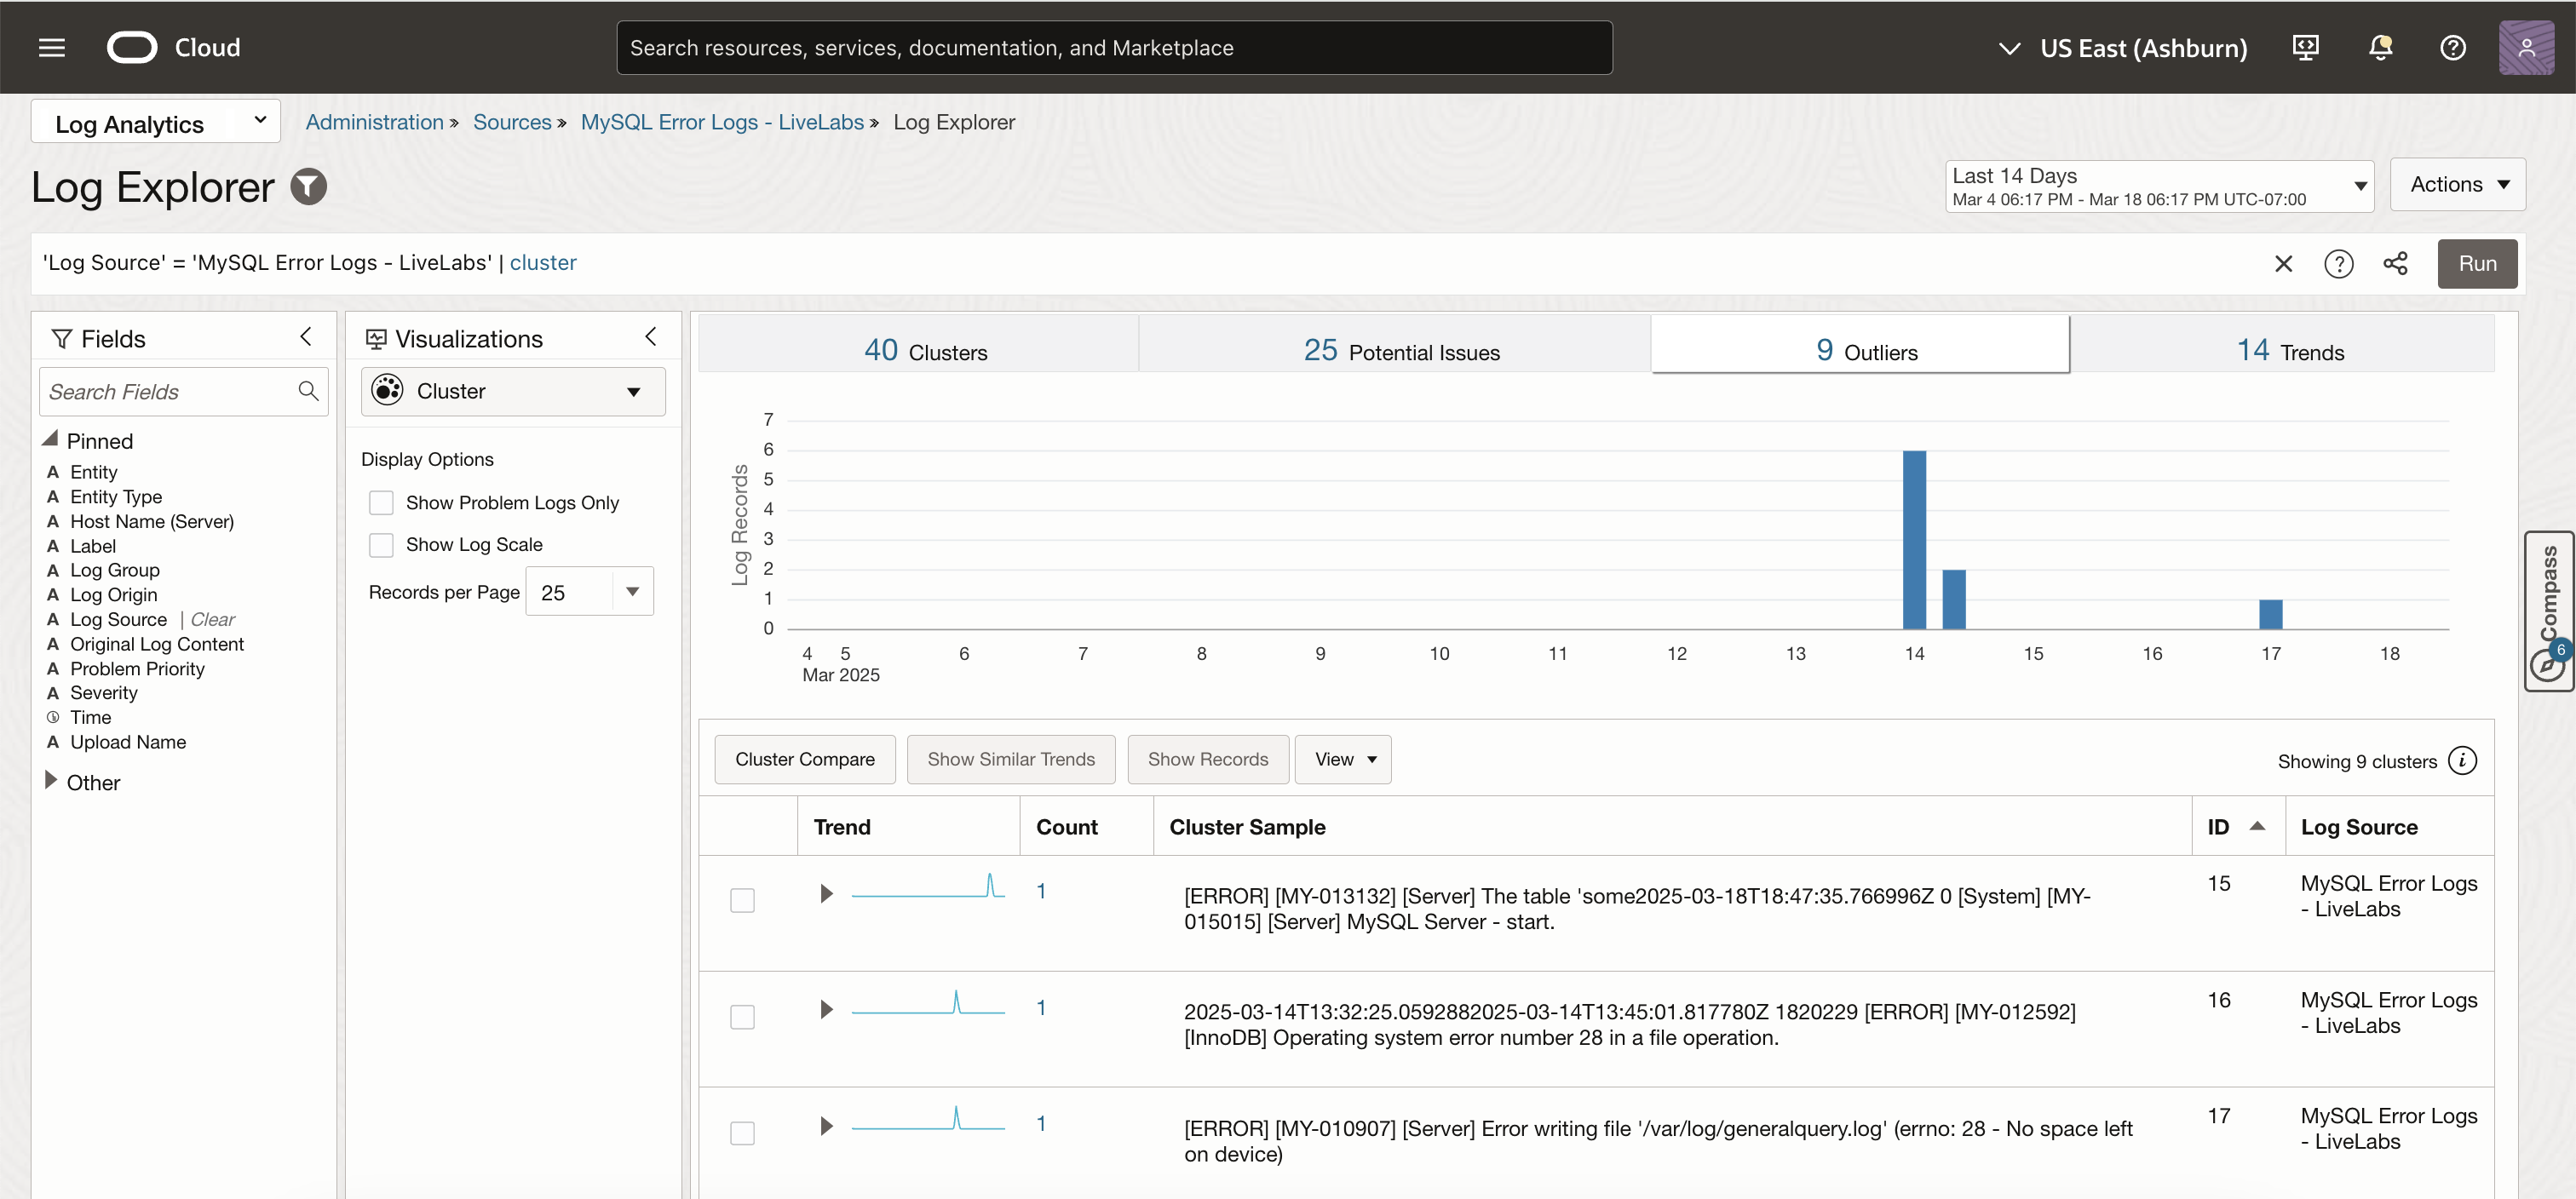 Cloud
Search resources, services, documentation, and Marketplace
US East (Ashburn)
Log Analytics
Administration » Sources » MySQL Error Logs - LiveLabs » Log Explorer
Log Explorer
Last 14 Days
Mar 4 06:17 PM - Mar 18 06:17 PM UTC-07:00
Actions
'Log Source' = 'MySQL Error Logs - LiveLabs' | cluster
Run
Fields
Search Fields
Pinned
A Entity
A Entity Type
A Host Name (Server)
A Label
A Log Group
A Log Origin
A Log Source | Clear
A Original Log Content
A Problem Priority
A Severity
Time
A Upload Name
Other
Visualizations
Cluster
Display Options
Show Problem Logs Only
Show Log Scale
Records per Page 25
40 Clusters
25 Potential Issues
9 Outliers
14 Trends
Log Records
7
6
5
4
3
2
1
0
4 5 6 7 8 9 10 11 12 13 14 15 16 17 18
Mar 2025
Compass
6
Cluster Compare
Show Similar Trends
Show Records
View
Showing 9 clusters
Trend Count Cluster Sample ID Log Source
1
[ERROR] [MY-013132] [Server] The table 'some2025-03-18T18:47:35.766996Z 0 [System] [MY-
015015] [Server] MySQL Server - start.
15
MySQL Error Logs
- LiveLabs
1
2025-03-14T13:32:25.0592882025-03-14T13:45:01.817780Z 1820229 [ERROR] [MY-012592]
[InnoDB] Operating system error number 28 in a file operation.
16
MySQL Error Logs
- LiveLabs
1
[ERROR] [MY-010907] [Server] Error writing file '/var/log/generalquery.log' (errno: 28 - No space left
on device)
17
MySQL Error Logs
- LiveLabs